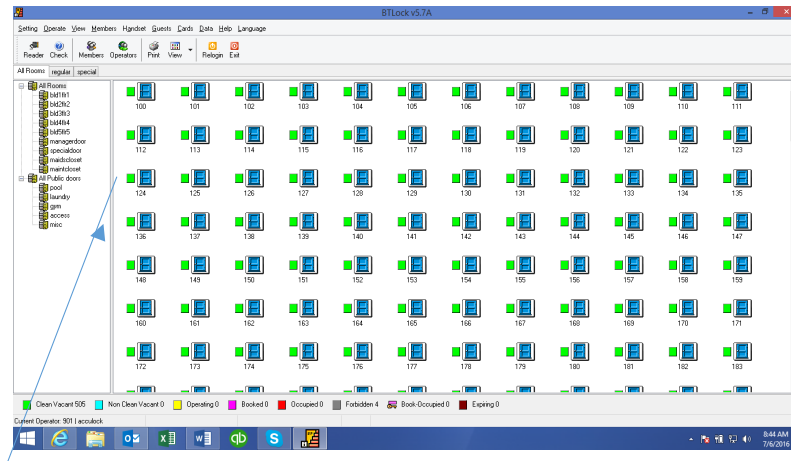 BTLock v5.7A
Setting Operate View Members Handset Guests Cards Data Help Language
Reader Check Members Operators Print View Relogin Exit
All Rooms regular special
All Rooms
bld1flr1
bld2flr2
bld3flr3
bld4flr4
bld5flr5
managerdoor
specialdoor
maidscloset
maintcloset
All Public doors
pool
laundry
gym
access
misc
100 101 102 103 104 105 106 107 108 109 110 111
112 113 114 115 116 117 118 119 120 121 122 123
124 125 126 127 128 129 130 131 132 133 134 135
136 137 138 139 140 141 142 143 144 145 146 147
148 149 150 151 152 153 154 155 156 157 158 159
160 161 162 163 164 165 166 167 168 169 170 171
172 173 174 175 176 177 178 179 180 181 182 183
Clean Vacant 505 Non Clean Vacant 0 Operating 0 Booked 0 Occupied 0 Forbidden 4 Book-Occupied 0 Expiring 0
Current Operator: 901 | acculock
8:44 AM
7/6/2016